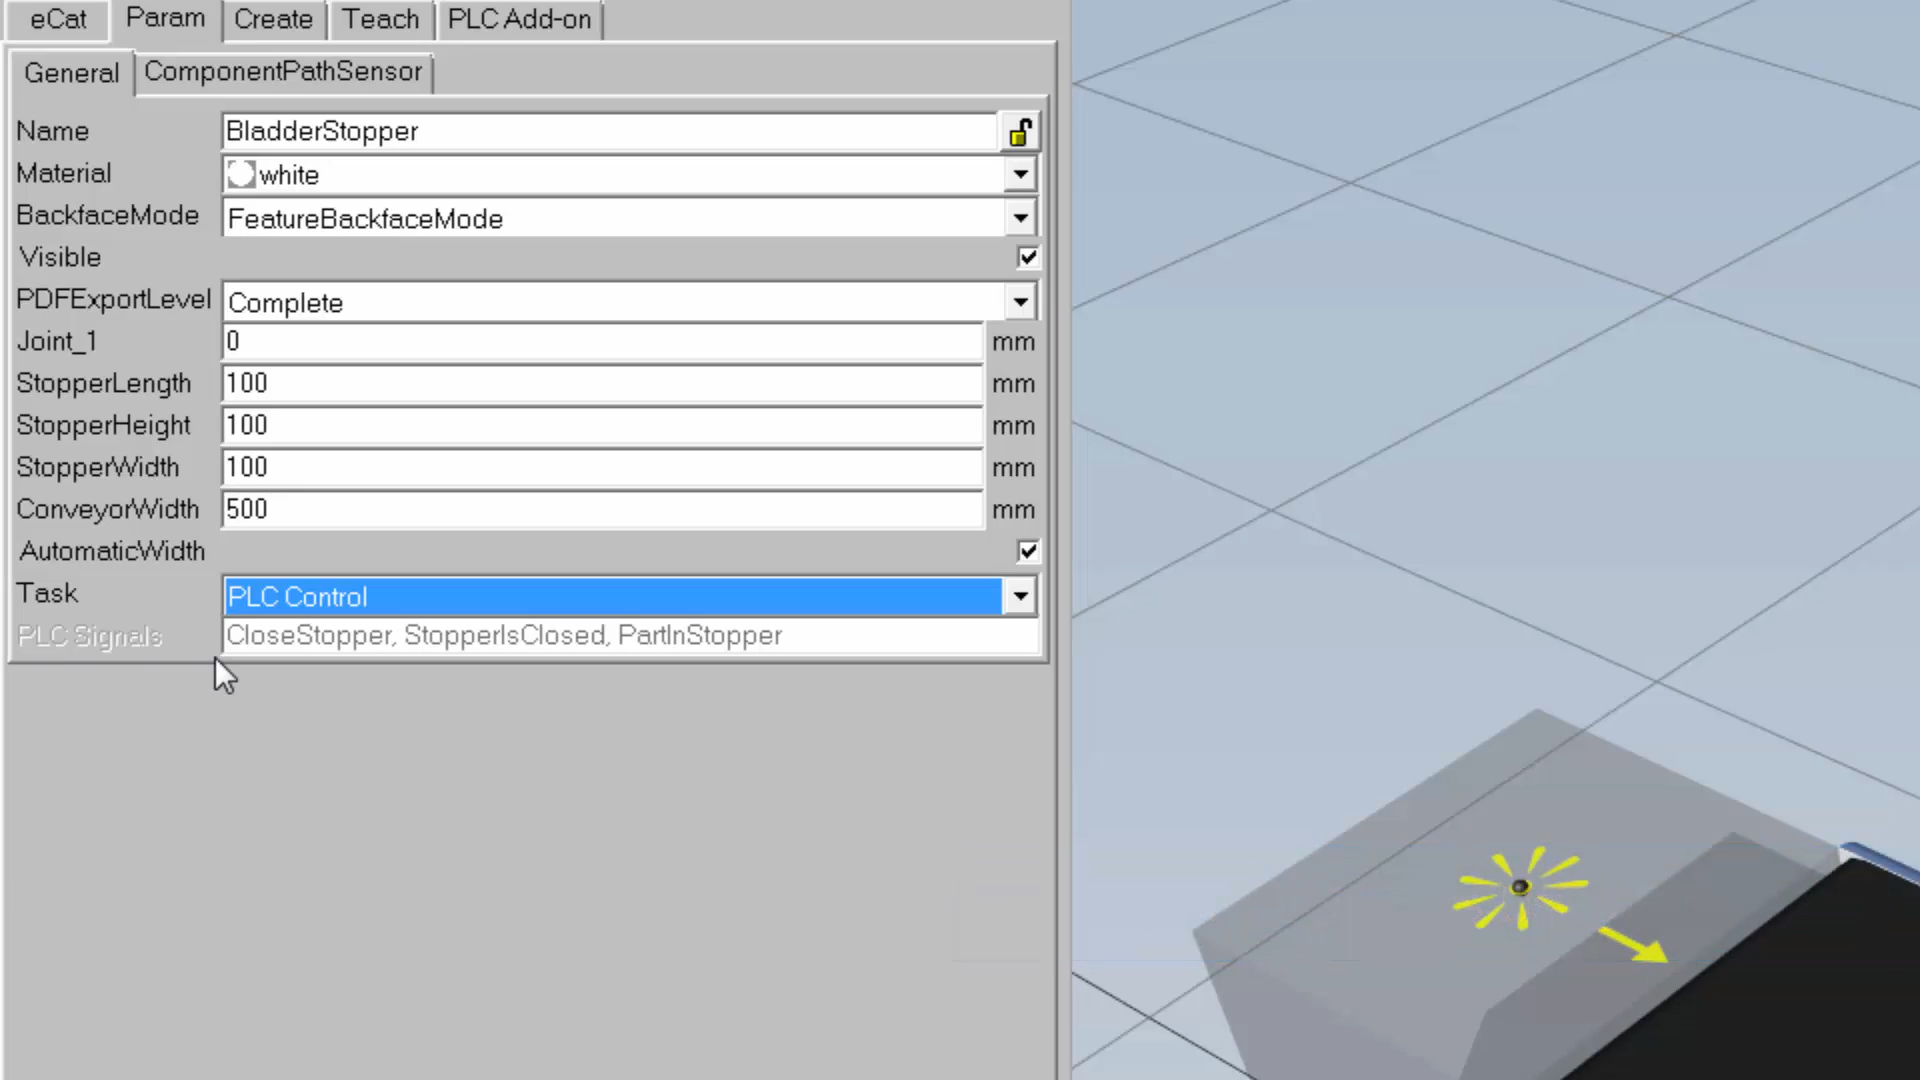 eCat Param Create Teach PLC Add-on
General ComponentPathSensor
Name BladderStopper
Material white
BackfaceMode FeatureBackfaceMode
Visible
PDFExportLevel Complete
Joint_1 0 mm
StopperLength 100 mm
StopperHeight 100 mm
StopperWidth 100 mm
ConveyorWidth 500 mm
AutomaticWidth
Task PLC Control
PLC Signals CloseStopper, StopperIsClosed, PartInStopper